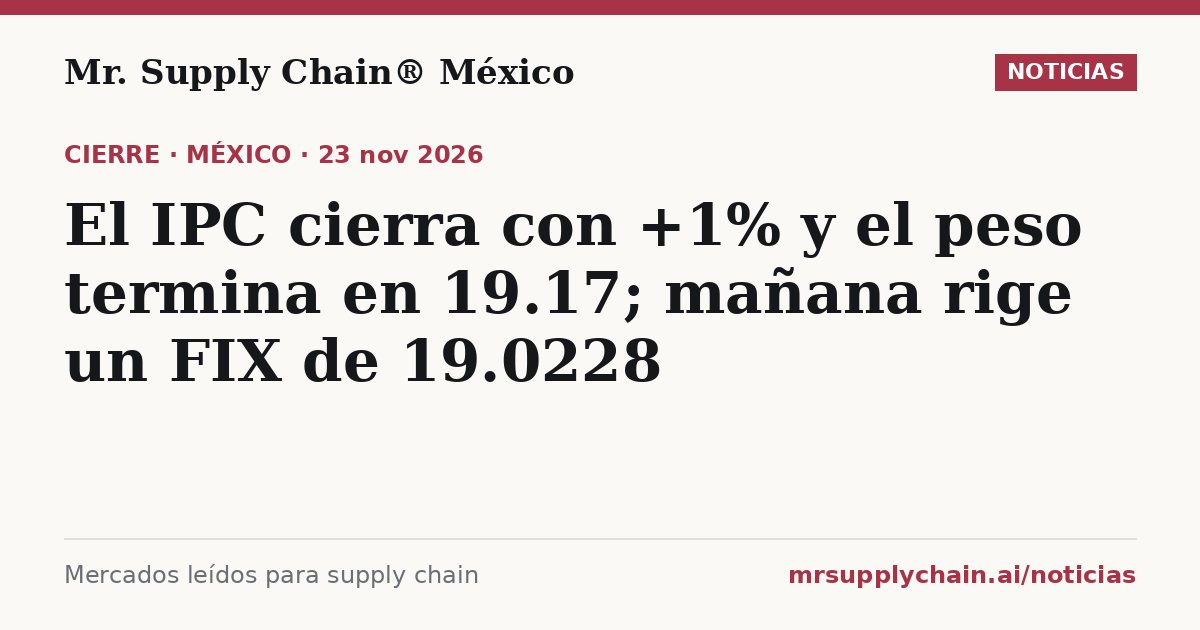 Mr. Supply Chain® México
NOTICIAS
CIERRE · MÉXICO · 23 nov 2026
El IPC cierra con +1% y el peso
termina en 19.17; mañana rige
un FIX de 19.0228
Mercados leídos para supply chain
mrsupplychain.ai/noticias